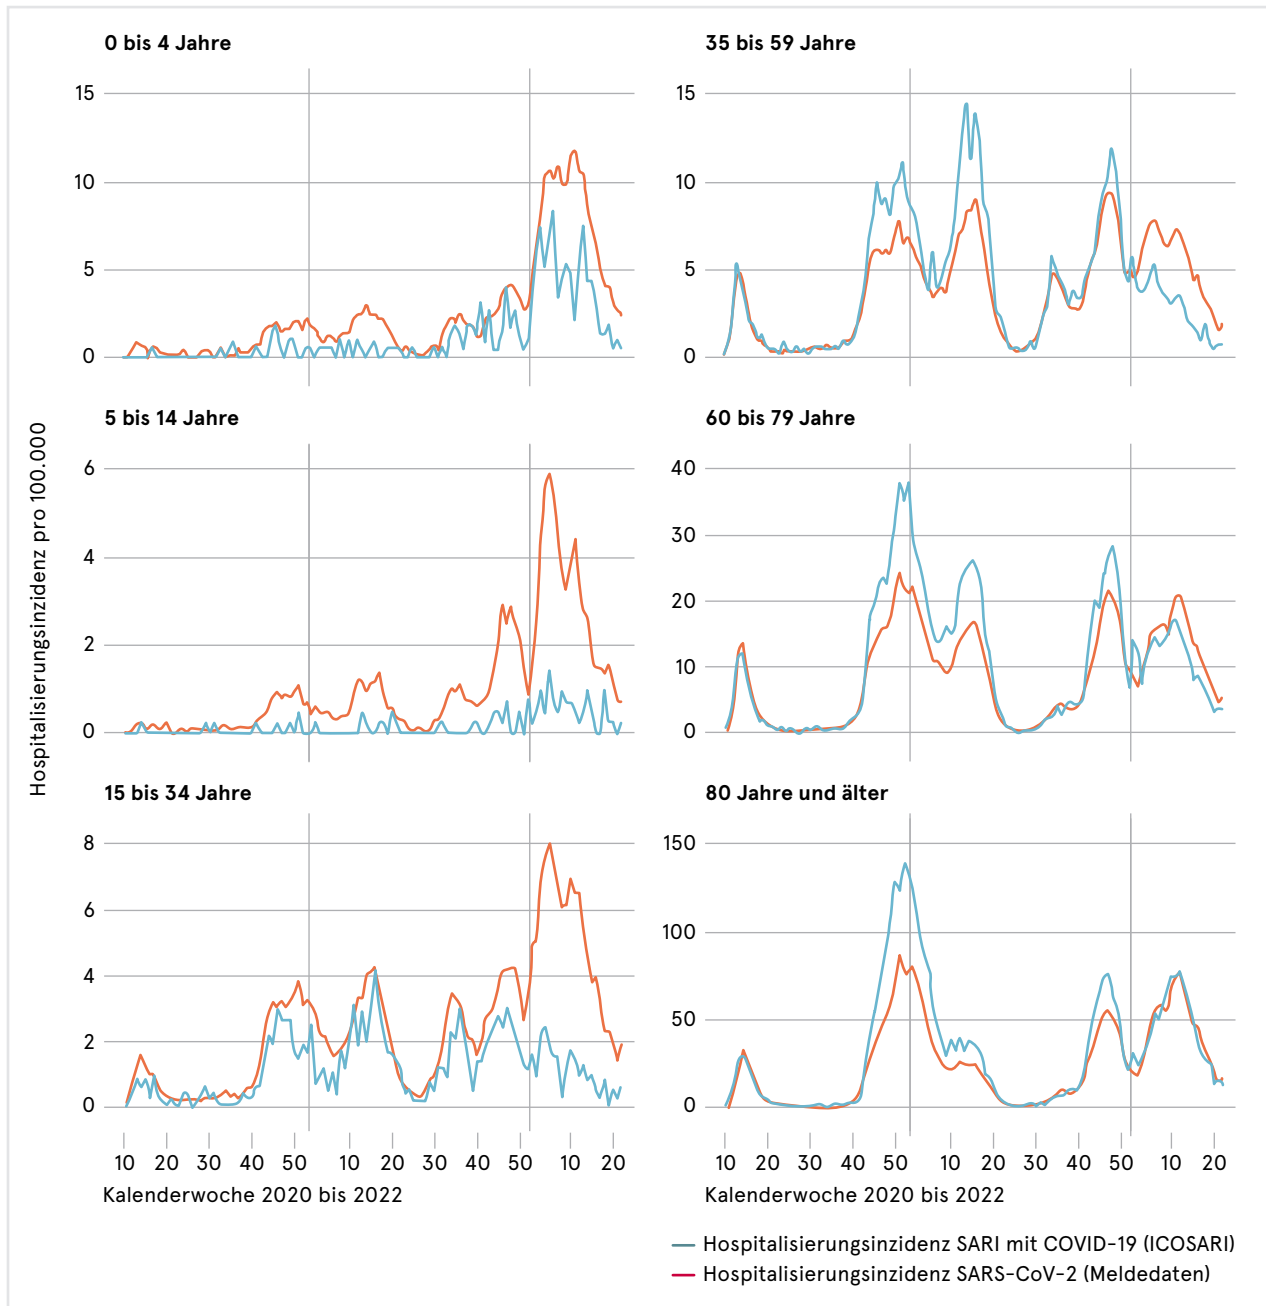 0 bis 4 Jahre
15
10
5
0
35 bis 59 Jahre
15
10
5
0
Hospitalisierungsinzidenz pro 100.000
5 bis 14 Jahre
6
4
2
0
60 bis 79 Jahre
40
30
20
10
0
15 bis 34 Jahre
8
6
4
2
0
10 20 30 40 50 10 20 30 40 50 10 20
Kalenderwoche 2020 bis 2022
80 Jahre und älter
150
100
50
0
10 20 30 40 50 10 20 30 40 50 10 20
Kalenderwoche 2020 bis 2022
Hospitalisierungsinzidenz SARI mit COVID-19 (ICOSARI)
Hospitalisierungsinzidenz SARS-CoV-2 (Meldedaten)